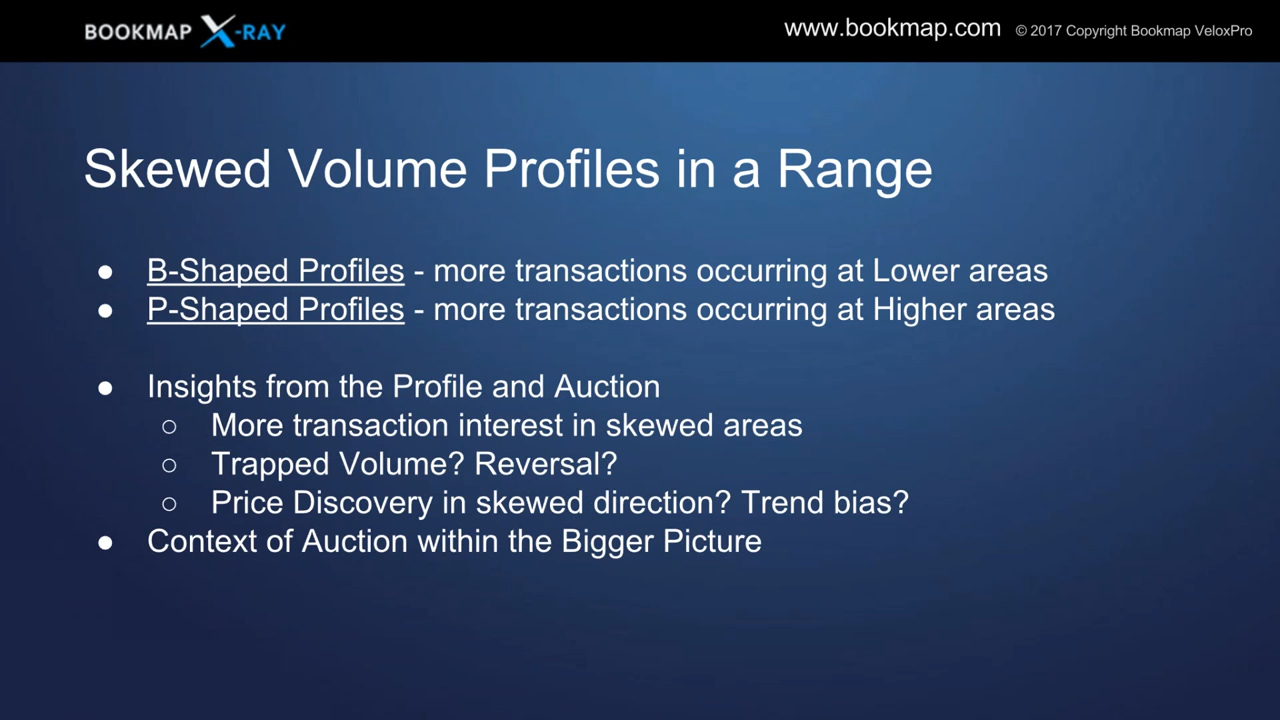 BOOKMAP X-RAY
www.bookmap.com © 2017 Copyright Bookmap VeloxPro
Skewed Volume Profiles in a Range
● B-Shaped Profiles - more transactions occurring at Lower areas
● P-Shaped Profiles - more transactions occurring at Higher areas
● Insights from the Profile and Auction
○ More transaction interest in skewed areas
○ Trapped Volume? Reversal?
○ Price Discovery in skewed direction? Trend bias?
● Context of Auction within the Bigger Picture